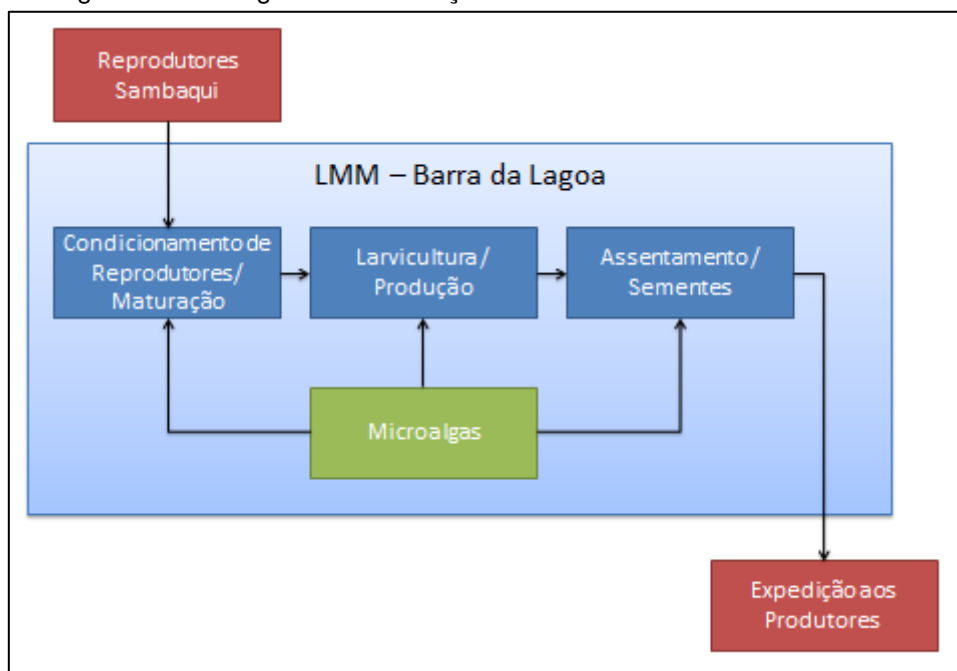 Reprodutores
Sambaqui
LMM – Barra da Lagoa
Condicionamento de
Reprodutores/
Maturação
Larvicultura/
Produção
Assentamento/
Sementes
Microalgas
Expedição aos
Produtores